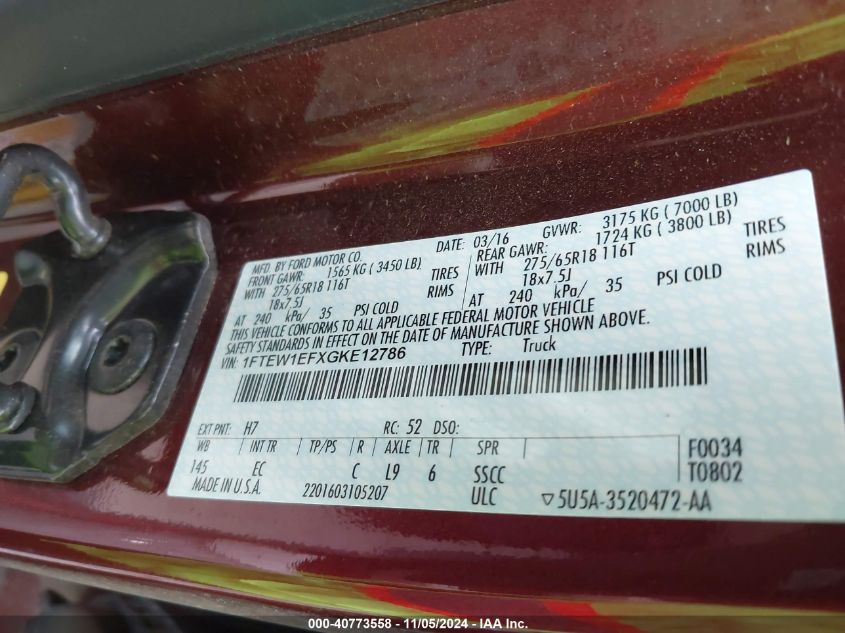 MFD. BY FORD MOTOR CO.
DATE: 03/16 GVWR: 3175 KG ( 7000 LB)
FRONT GAWR: 1565 KG ( 3450 LB)
REAR GAWR: 1724 KG ( 3800 LB)
WITH 275/65R18 116T TIRES
WITH 275/65R18 116T TIRES
18x7.5J RIMS
18x7.5J RIMS
AT 240 kPa/ 35 PSI COLD
AT 240 kPa/ 35 PSI COLD
THIS VEHICLE CONFORMS TO ALL APPLICABLE FEDERAL MOTOR VEHICLE
SAFETY STANDARDS IN EFFECT ON THE DATE OF MANUFACTURE SHOWN ABOVE.
VIN: 1FTEW1EFXGKE12786 TYPE: Truck
EXT PNT: H7 RC: 52 DSO:
WB INT TR TP/PS R AXLE TR SPR F0034
145 EC C L9 6 SSCC T0802
MADE IN U.S.A. 2201603105207 ULC ▽5U5A-3520472-AA
000-40773558 - 11/05/2024 - IAA Inc.